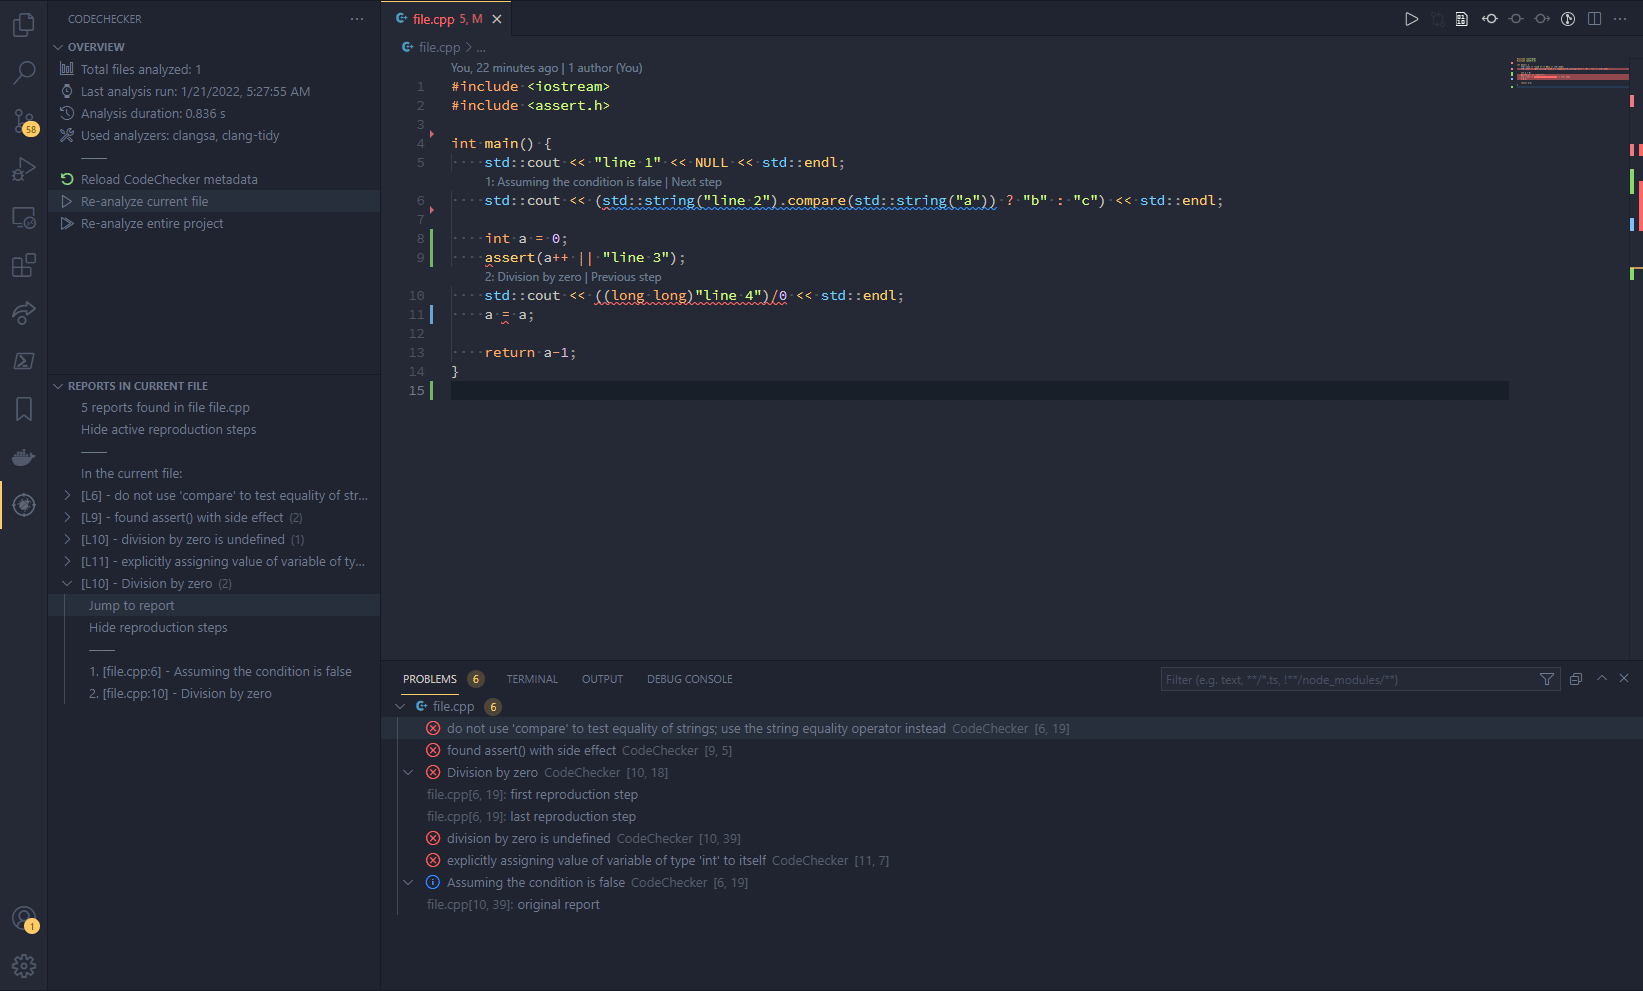 CODECHECKER
OVERVIEW
Total files analyzed: 1
Last analysis run: 1/21/2022, 5:27:55 AM
Analysis duration: 0.836 s
Used analyzers: clangsa, clang-tidy
Reload CodeChecker metadata
Re-analyze current file
Re-analyze entire project
58
1
REPORTS IN CURRENT FILE
5 reports found in file file.cpp
Hide active reproduction steps
In the current file:
[L6] - do not use 'compare' to test equality of str...
[L9] - found assert() with side effect (2)
[L10] - division by zero is undefined (1)
[L11] - explicitly assigning value of variable of ty...
[L10] - Division by zero (2)
Jump to report
Hide reproduction steps
1. [file.cpp:6] - Assuming the condition is false
2. [file.cpp:10] - Division by zero
file.cpp 5, M
file.cpp > ...
You, 22 minutes ago | 1 author (You)
1 #include <iostream>
2 #include <assert.h>
3
4 int main() {
5 ····std::cout << "line 1" << NULL << std::endl;
1: Assuming the condition is false | Next step
6 ····std::cout << (std::string("line 2").compare(std::string("a")) ? "b" : "c") << std::endl;
7
8 ····int a = 0;
9 ····assert(a++ || "line 3");
2: Division by zero | Previous step
10 ····std::cout << ((long long)"line 4")/0 << std::endl;
11 ····a = a;
12
13 ····return a-1;
14 }
15
PROBLEMS 6 TERMINAL OUTPUT DEBUG CONSOLE
Filter (e.g. text, **/*.ts, !**/node_modules/**)
file.cpp 6
do not use 'compare' to test equality of strings; use the string equality operator instead CodeChecker [6, 19]
found assert() with side effect CodeChecker [9, 5]
Division by zero CodeChecker [10, 18]
file.cpp[6, 19]: first reproduction step
file.cpp[6, 19]: last reproduction step
division by zero is undefined CodeChecker [10, 39]
explicitly assigning value of variable of type 'int' to itself CodeChecker [11, 7]
Assuming the condition is false CodeChecker [6, 19]
file.cpp[10, 39]: original report